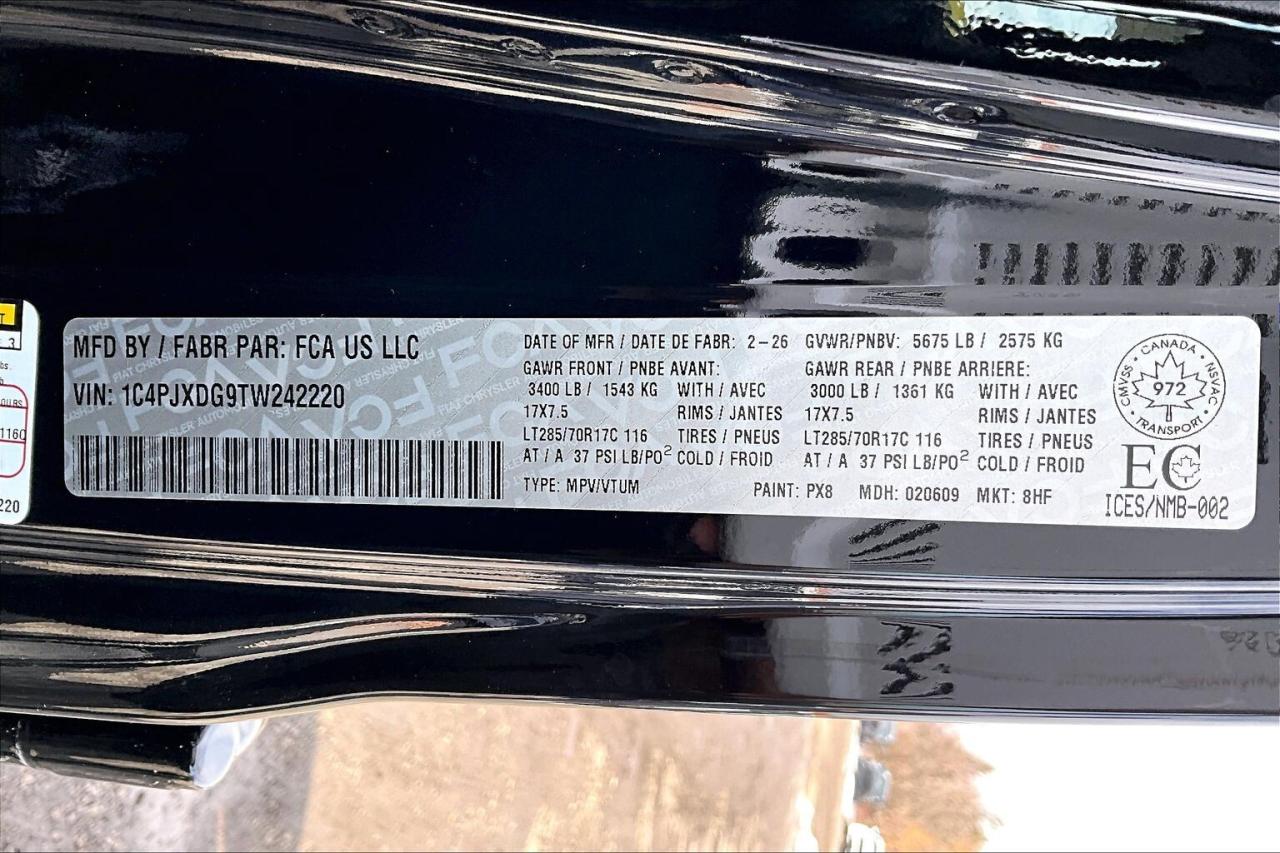 MFD BY / FABR PAR: FCA US LLC
VIN: 1C4PJXDG9TW242220
DATE OF MFR / DATE DE FABR: 2-26
GVWR/PNBV: 5675 LB / 2575 KG
GAWR FRONT / PNBE AVANT:
3400 LB / 1543 KG WITH / AVEC
17X7.5 RIMS / JANTES
LT285/70R17C 116 TIRES / PNEUS
AT / A 37 PSI LB/PO² COLD / FROID
GAWR REAR / PNBE ARRIERE:
3000 LB / 1361 KG WITH / AVEC
17X7.5 RIMS / JANTES
LT285/70R17C 116 TIRES / PNEUS
AT / A 37 PSI LB/PO² COLD / FROID
TYPE: MPV/VTUM PAINT: PX8 MDH: 020609 MKT: 8HF
CANADA
CMVSS 972 NSVAC
TRANSPORT
EC
ICES/NMB-002
T
3
220